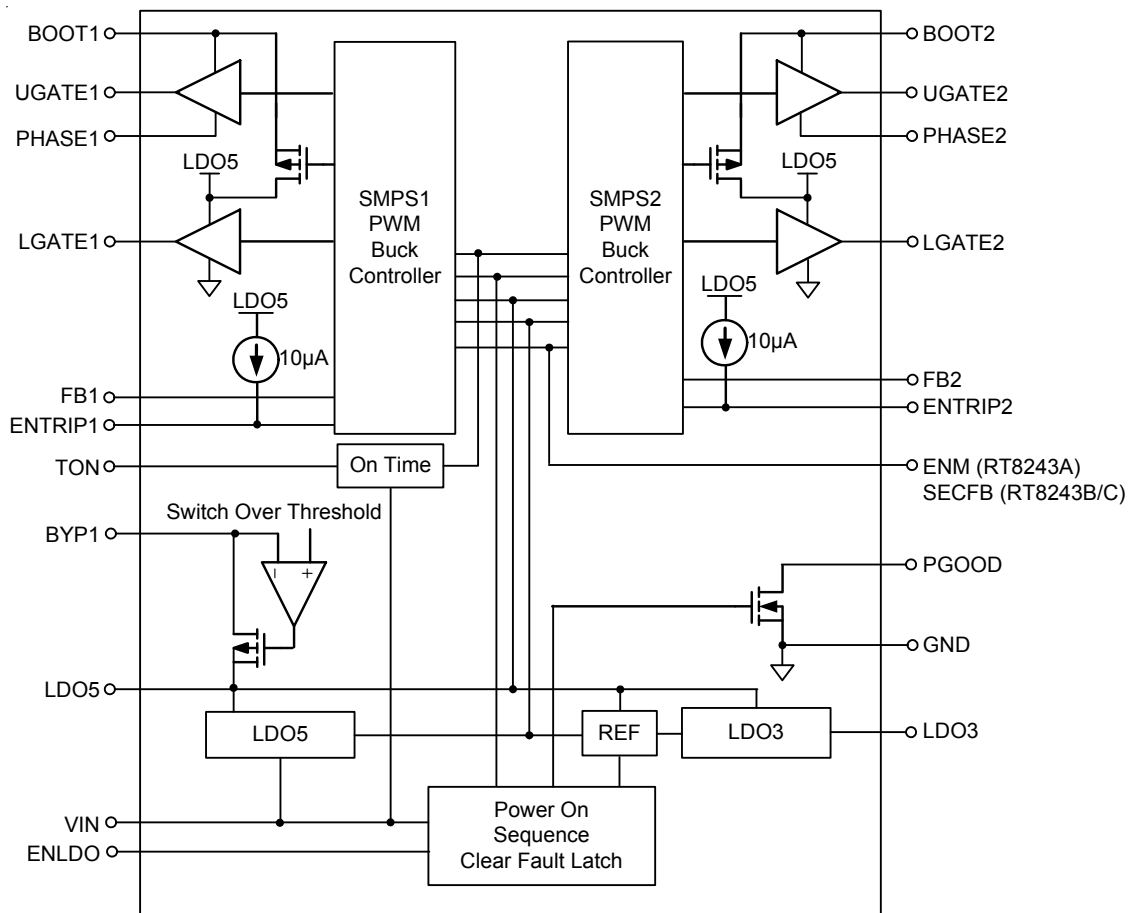 BOOT1
UGATE1
PHASE1
LDO5
LGATE1
LDO5
10µA
FB1
ENTRIP1
TON
On Time
Switch Over Threshold
BYP1
− +
LDO5
LDO5
VIN
ENLDO
SMPS1
PWM
Buck
Controller
SMPS2
PWM
Buck
Controller
BOOT2
UGATE2
PHASE2
LDO5
LGATE2
LDO5
10µA
FB2
ENTRIP2
ENM (RT8243A)
SECFB (RT8243B/C)
PGOOD
GND
REF
LDO3
LDO3
Power On
Sequence
Clear Fault Latch